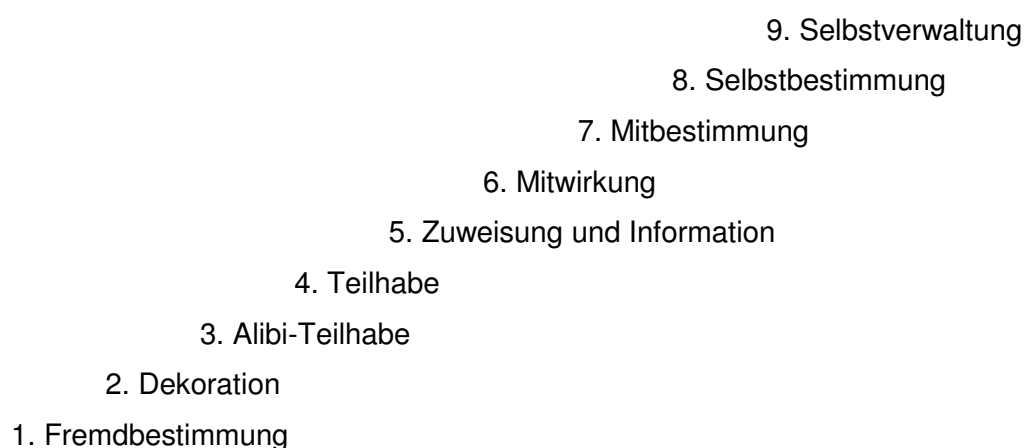 9. Selbstverwaltung
8. Selbstbestimmung
7. Mitbestimmung
6. Mitwirkung
5. Zuweisung und Information
4. Teilhabe
3. Alibi-Teilhabe
2. Dekoration
1. Fremdbestimmung